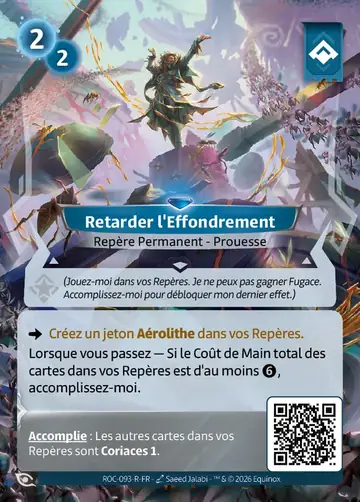 2
2
Retarder l'Effondrement
Repère Permanent - Prouesse
(Jouez-moi dans vos Repères. Je ne peux pas gagner Fugace.
Accomplissez-moi pour débloquer mon dernier effet.)
Créez un jeton Aérolithe dans vos Repères.
Lorsque vous passez — Si le Coût de Main total des
cartes dans vos Repères est d'au moins 6,
accomplissez-moi.
Accomplie : Les autres cartes dans vos
Repères sont Coriaces 1.
ROC-093-R-FR - Saeed Jalabi - ™ & © 2026 Equinox